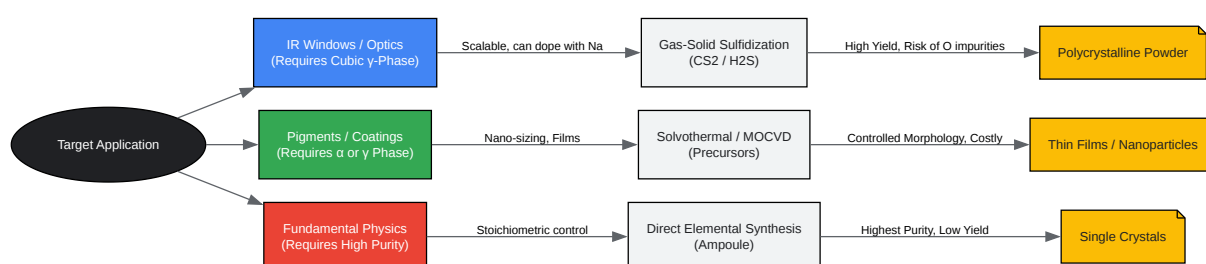 IR Windows / Optics
(Requires Cubic γ-Phase)
Scalable, can dope with Na
Gas-Solid Sulfidization
(CS2 / H2S)
High Yield, Risk of O impurities
Polycrystalline Powder
Target Application
Pigments / Coatings
(Requires α or γ Phase)
Nano-sizing, Films
Solvothermal / MOCVD
(Precursors)
Controlled Morphology, Costly
Thin Films / Nanoparticles
Fundamental Physics
(Requires High Purity)
Stoichiometric control
Direct Elemental Synthesis
(Ampoule)
Highest Purity, Low Yield
Single Crystals